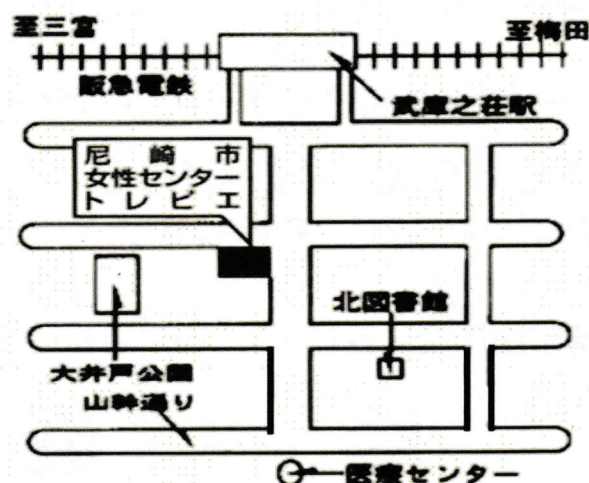 至三宮
至梅田
阪急電鉄
武庫之荘駅
尼崎市
女性センター
トレピエ
北図書館
大井戸公園
山幹通り
医療センター